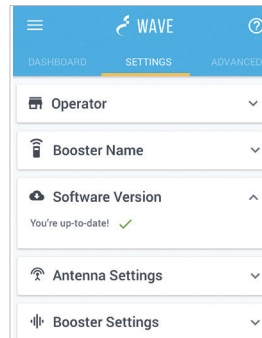 WAVE
DASHBOARD SETTINGS ADVANCED
Operator
Booster Name
Software Version
You're up-to-date!
Antenna Settings
Booster Settings